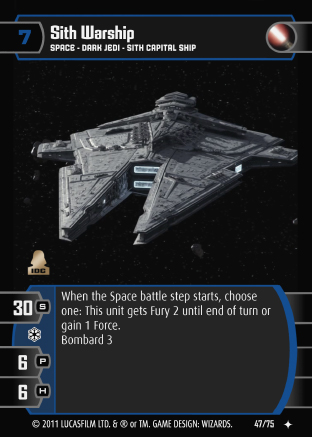 7
Sith Warship
SPACE - DARK JEDI - SITH CAPITAL SHIP
IDC
30 S
When the Space battle step starts, choose
one: This unit gets Fury 2 until end of turn or
gain 1 Force.
Bombard 3
6 P
6 H
© 2011 LUCASFILM LTD. & ® or TM. GAME DESIGN: WIZARDS. 47/75